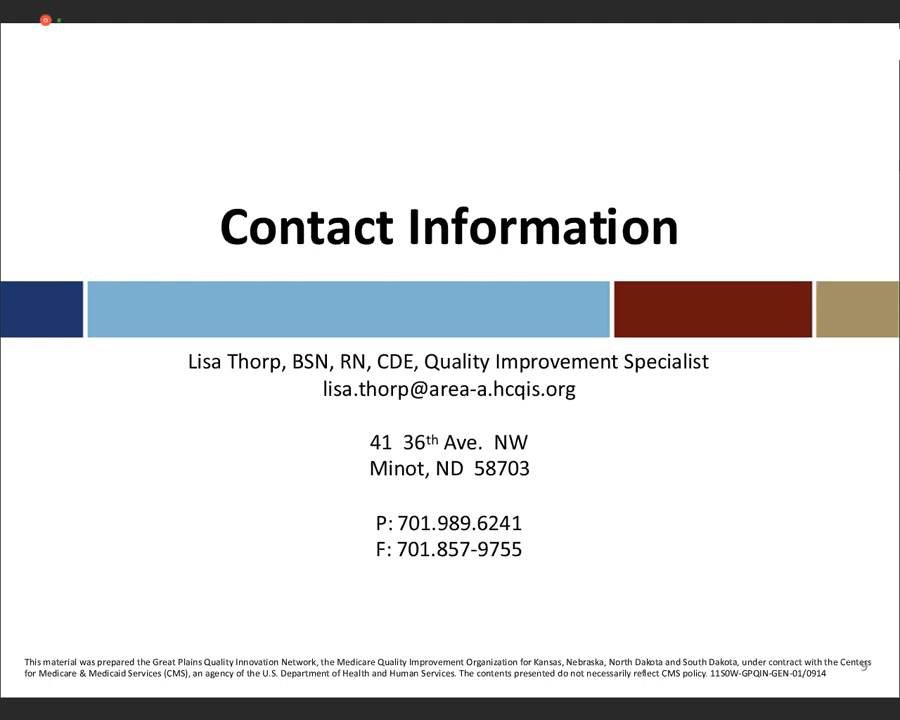 Contact Information
Lisa Thorp, BSN, RN, CDE, Quality Improvement Specialist
lisa.thorp@area-a.hcqis.org
41  36th Ave.  NW
Minot, ND  58703
P: 701.989.6241
F: 701.857-9755
This material was prepared the Great Plains Quality Innovation Network, the Medicare Quality Improvement Organization for Kansas, Nebraska, North Dakota and South Dakota, under contract with the Centers
for Medicare & Medicaid Services (CMS), an agency of the U.S. Department of Health and Human Services. The contents presented do not necessarily reflect CMS policy. 11S0W-GPQIN-GEN-01/0914